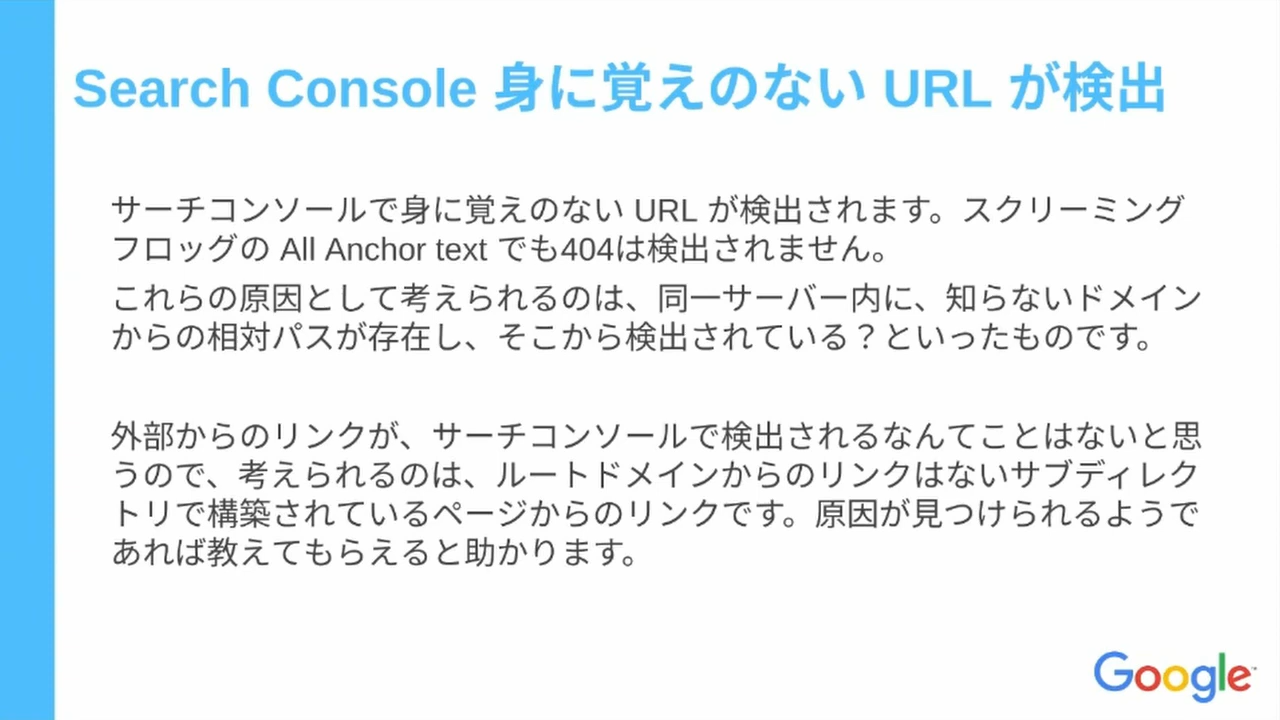 Search Console 身に覚えのない URL が検出
サーチコンソールで身に覚えのない URL が検出されます。スクリーミング
フロッグの All Anchor text でも404は検出されません。
これらの原因として考えられるのは、同一サーバー内に、知らないドメイン
からの相対パスが存在し、そこから検出されている？といったものです。
外部からのリンクが、サーチコンソールで検出されるなんてことはないと思
うので、考えられるのは、ルートドメインからのリンクはないサブディレク
トリで構築されているページからのリンクです。原因が見つけられるようで
あれば教えてもらえると助かります。
Google